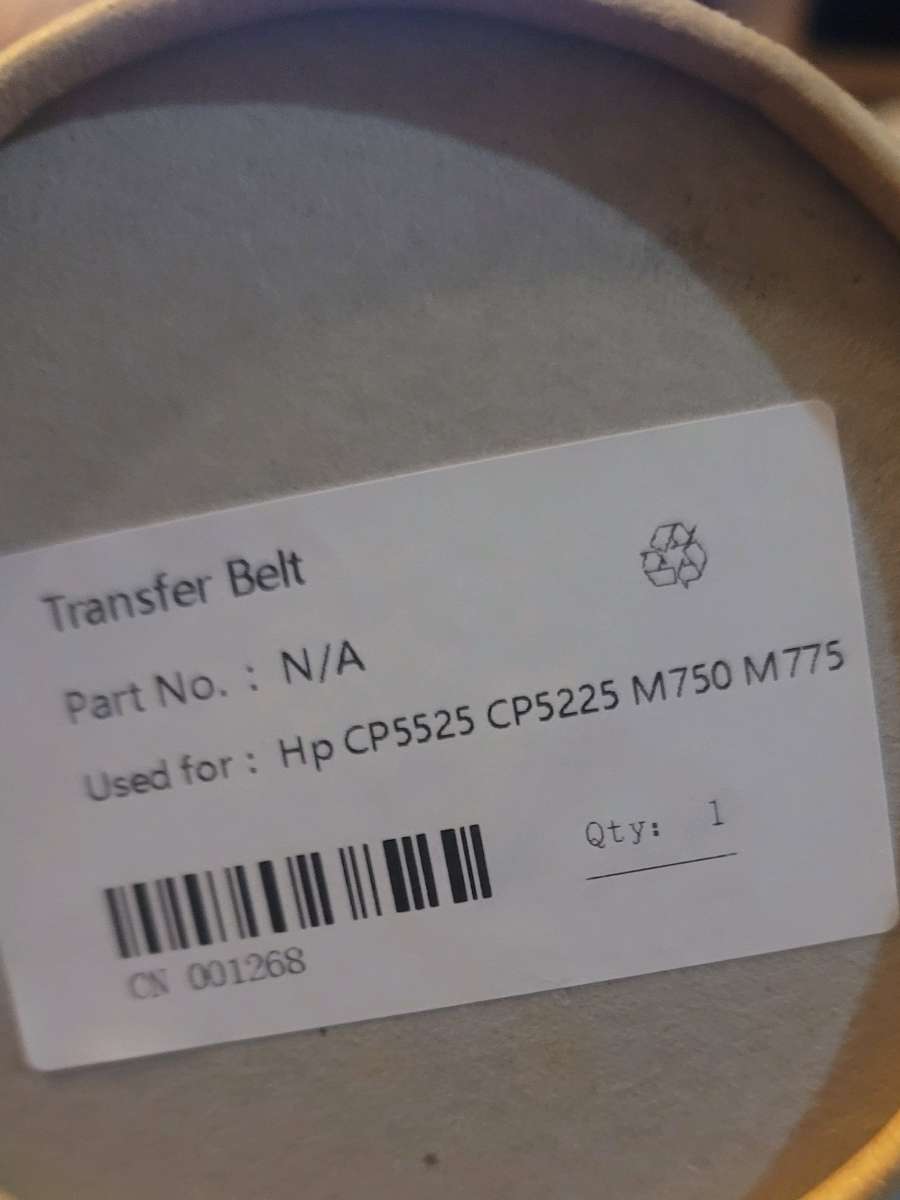 Transfer Belt
Part No. : N/A
Used for : Hp CP5525 CP5225 M750 M775
Qty: 1
CN 001268